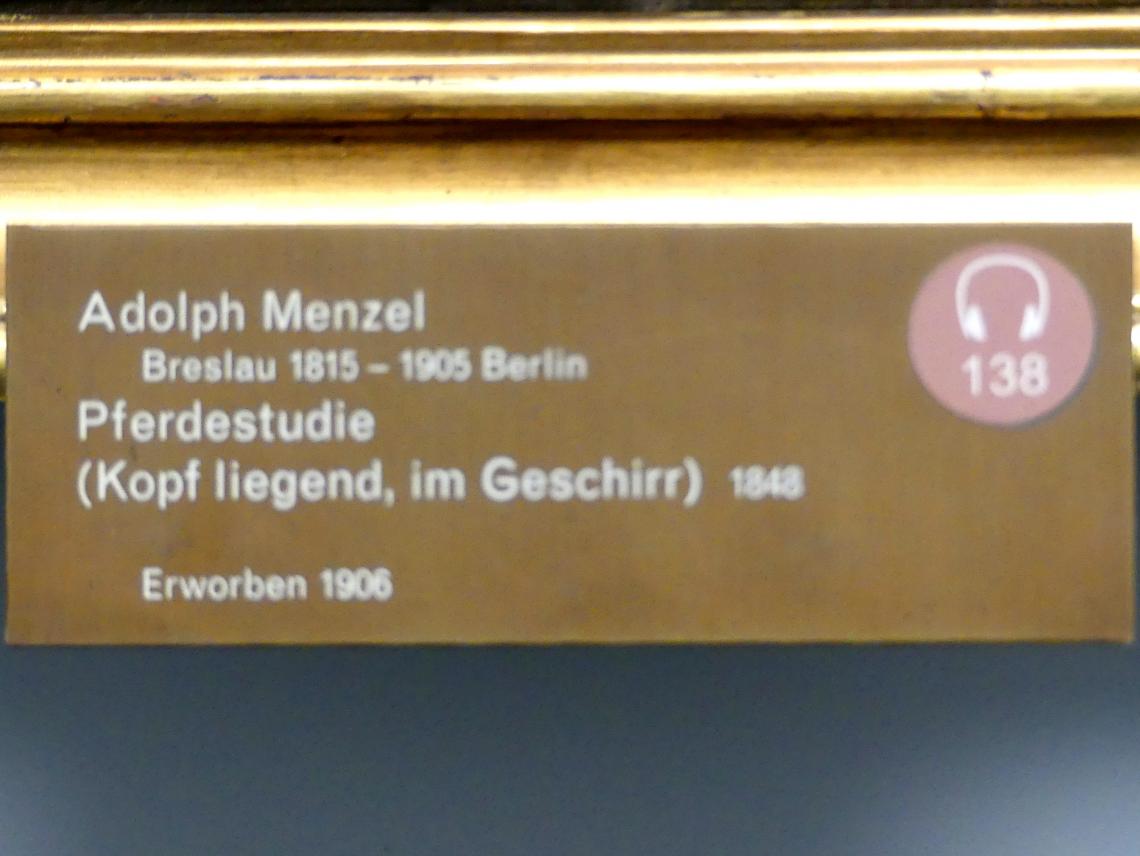 Adolph Menzel
Breslau 1815 – 1905 Berlin
Pferdestudie
(Kopf liegend, im Geschirr) 1848
Erworben 1906
138